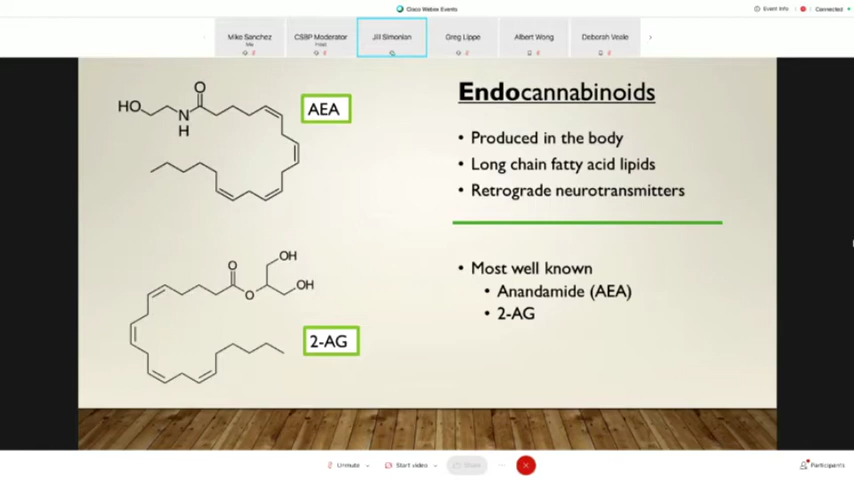 Cisco Webex Events
Event Info
Connected
Mike Sanchez
Me
CSBP Moderator
Host
Jill Simonian
Greg Lippe
Albert Wong
Deborah Veale
Endocannabinoids
• Produced in the body
• Long chain fatty acid lipids
• Retrograde neurotransmitters
• Most well known
• Anandamide (AEA)
• 2-AG
O
HO
N
H
AEA
OH
O
O
OH
2-AG
Unmute
Start video
Share
Participants